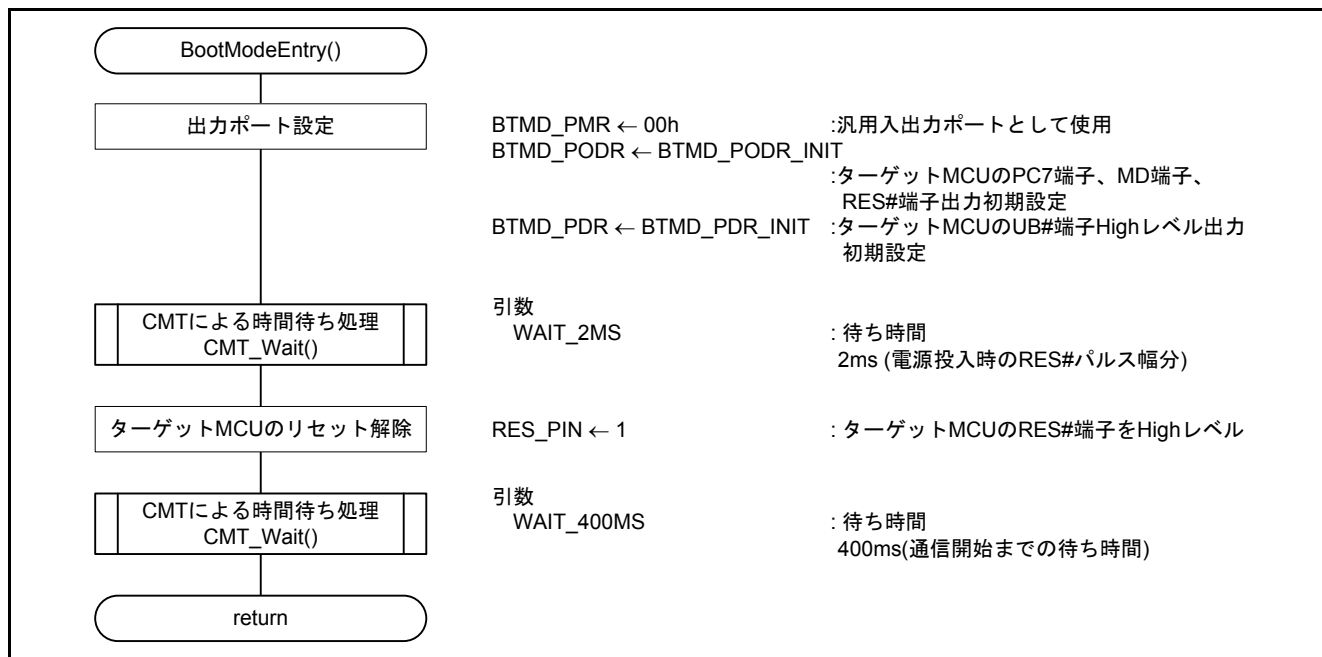 BootModeEntry()
出力ポート設定
BTMD_PMR ← 00h :汎用入出力ポートとして使用
BTMD_PODR ← BTMD_PODR_INIT
:ターゲットMCUのPC7端子、MD端子、
RES#端子出力初期設定
BTMD_PDR ← BTMD_PDR_INIT :ターゲットMCUのUB#端子Highレベル出力
初期設定
CMTによる時間待ち処理
CMT_Wait()
引数
WAIT_2MS : 待ち時間
2ms (電源投入時のRES#パルス幅分)
ターゲットMCUのリセット解除
RES_PIN ← 1 : ターゲットMCUのRES#端子をHighレベル
CMTによる時間待ち処理
CMT_Wait()
引数
WAIT_400MS : 待ち時間
400ms(通信開始までの待ち時間)
return